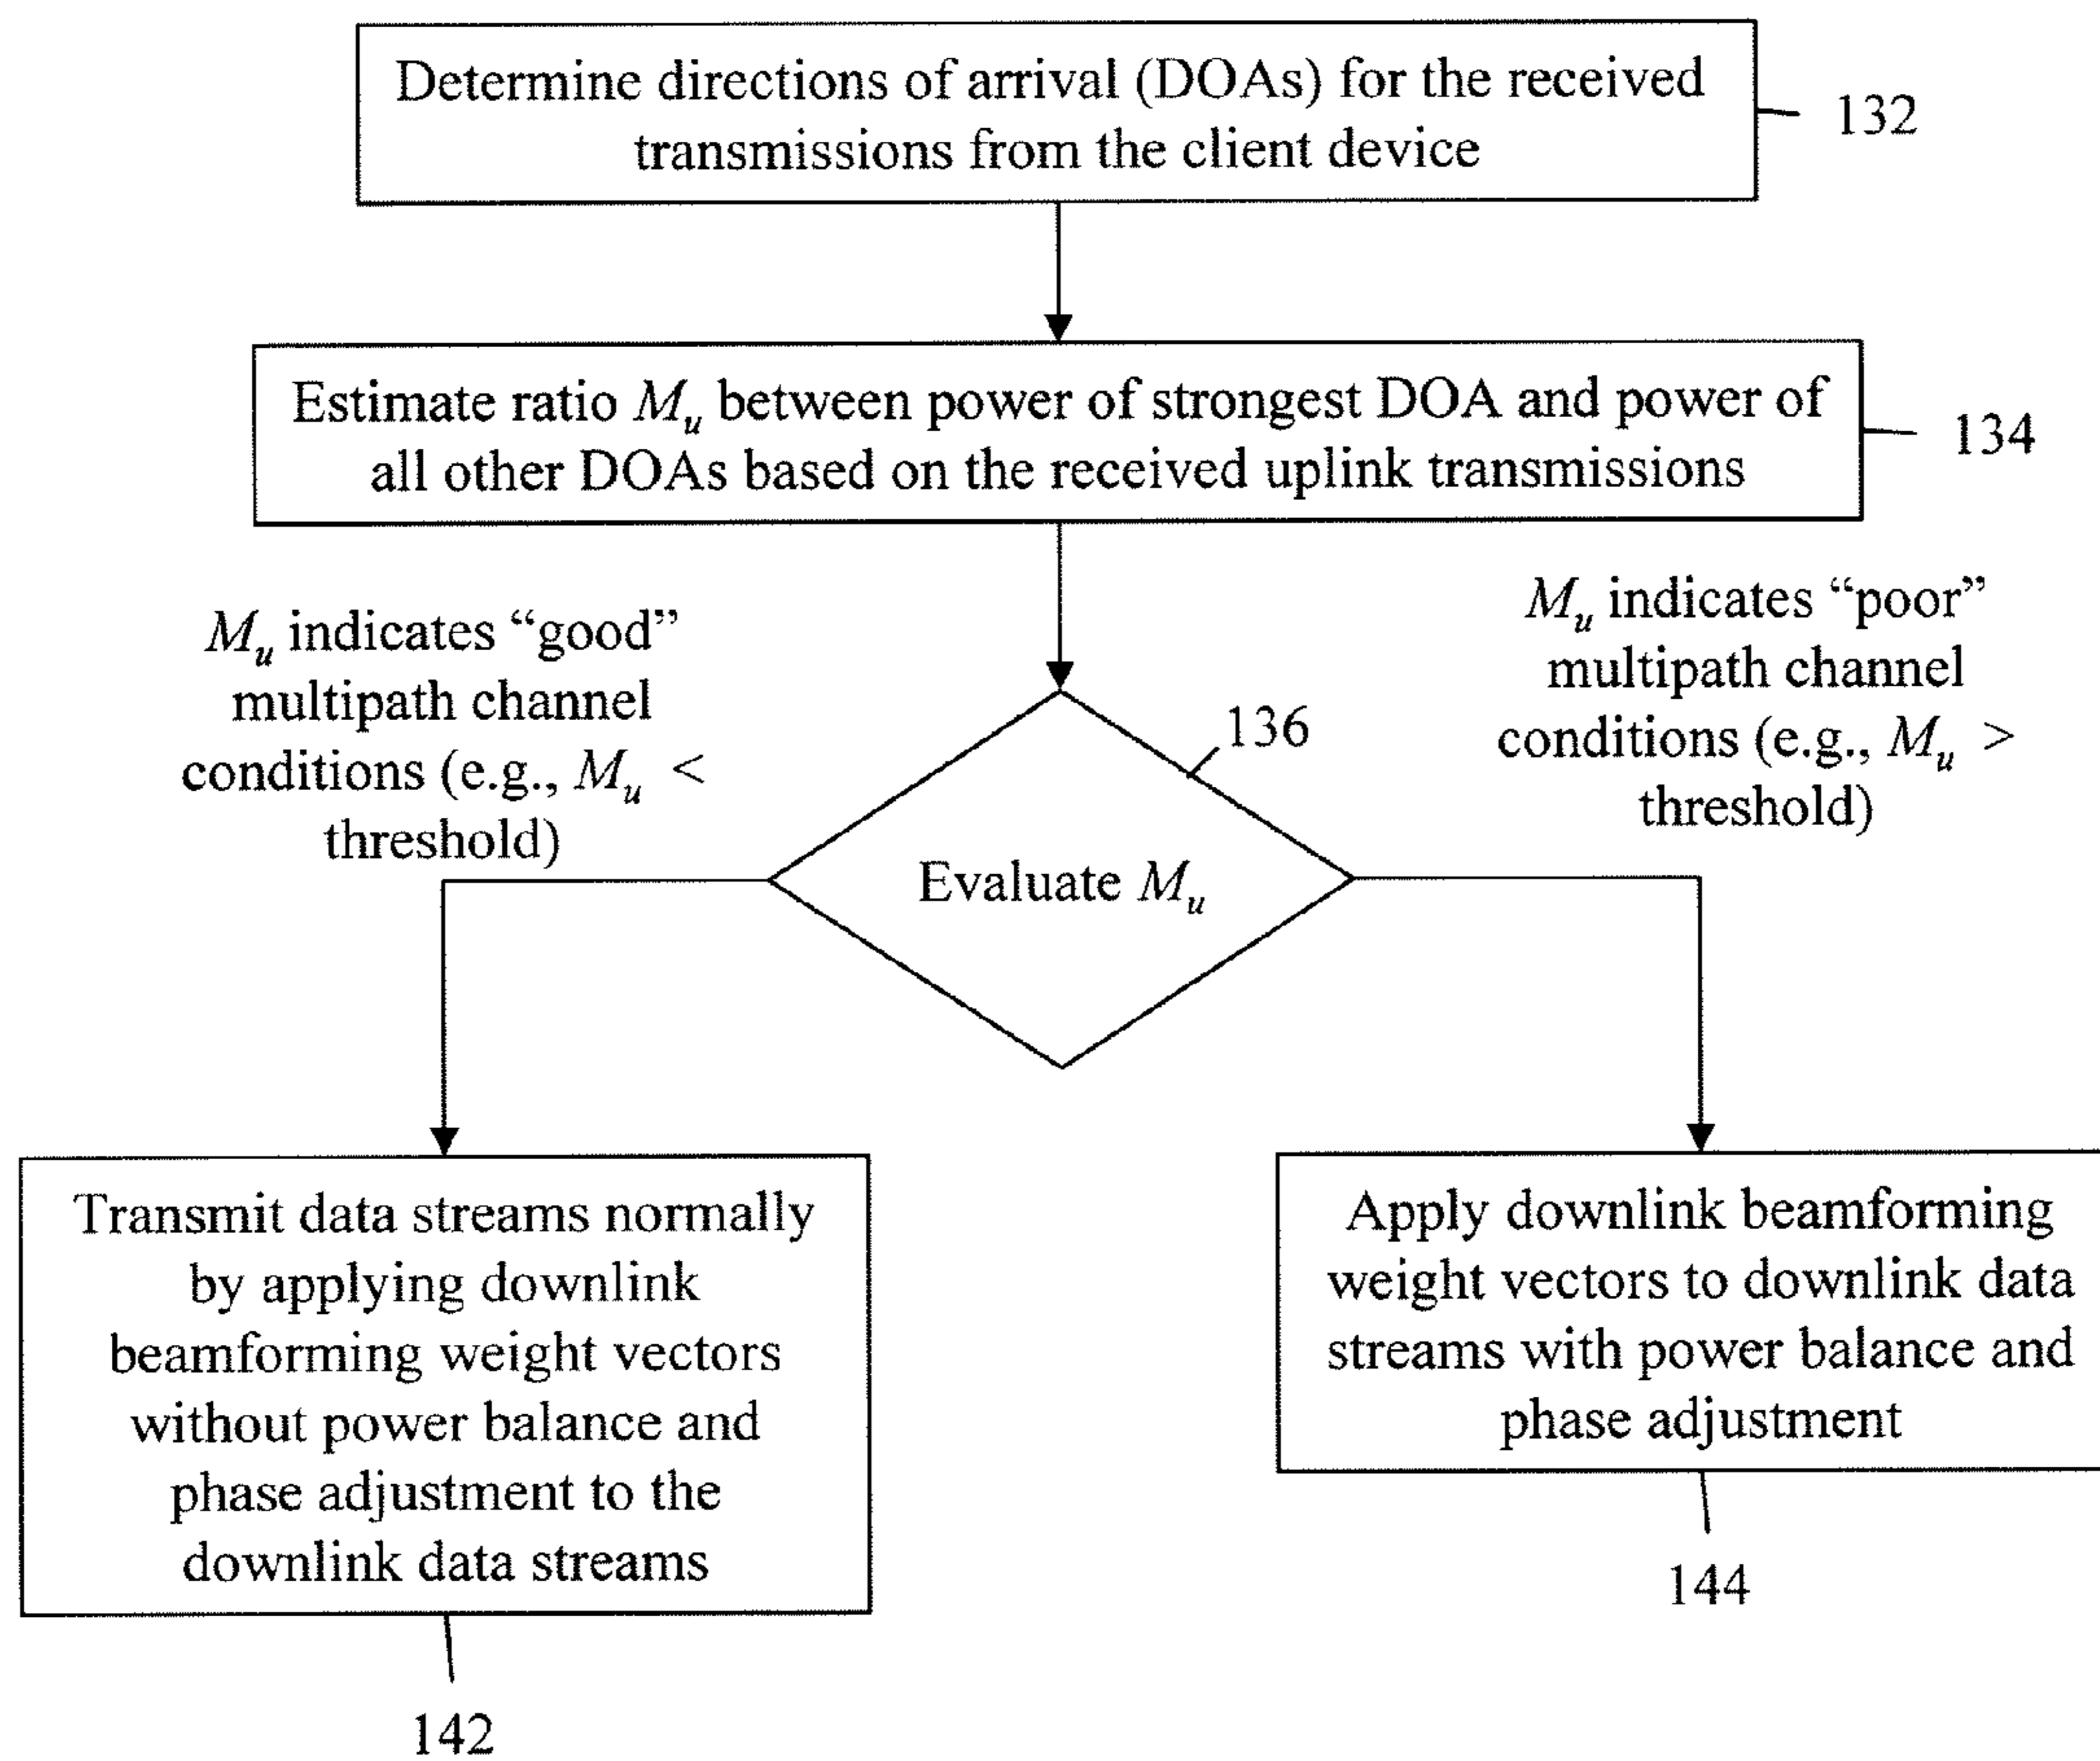 Determine directions of arrival (DOAs) for the received
transmissions from the client device
132
Estimate ratio Mu between power of strongest DOA and power of
all other DOAs based on the received uplink transmissions
134
Mu indicates “good”
multipath channel
conditions (e.g., Mu <
threshold)
Mu indicates “poor”
multipath channel
conditions (e.g., Mu >
threshold)
136
Evaluate Mu
Transmit data streams normally
by applying downlink
beamforming weight vectors
without power balance and
phase adjustment to the
downlink data streams
142
Apply downlink beamforming
weight vectors to downlink data
streams with power balance and
phase adjustment
144